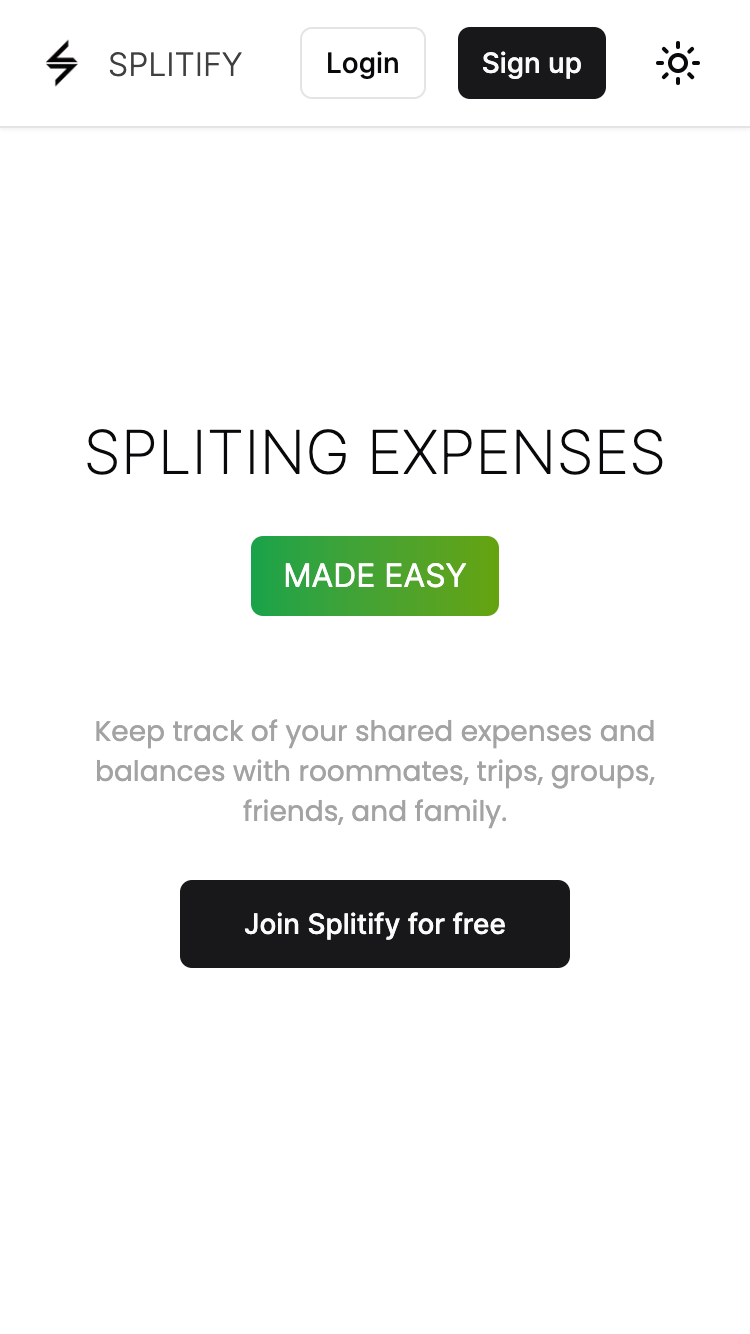 SPLITIFY
Login
Sign up
SPLITING EXPENSES
MADE EASY
Keep track of your shared expenses and
balances with roommates, trips, groups,
friends, and family.
Join Splitify for free